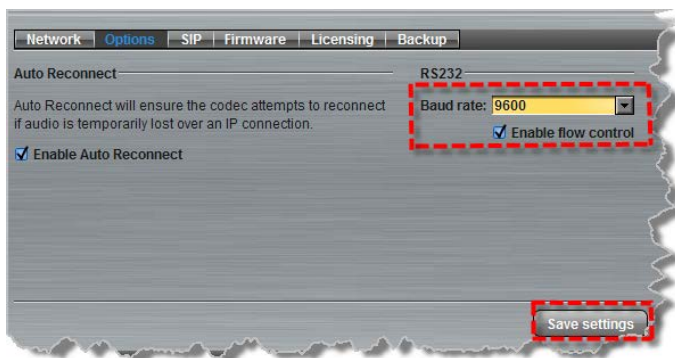 Network Options SIP Firmware Licensing Backup
Auto Reconnect
Auto Reconnect will ensure the codec attempts to reconnect
if audio is temporarily lost over an IP connection.
Enable Auto Reconnect
RS232
Baud rate: 9600
Enable flow control
Save settings